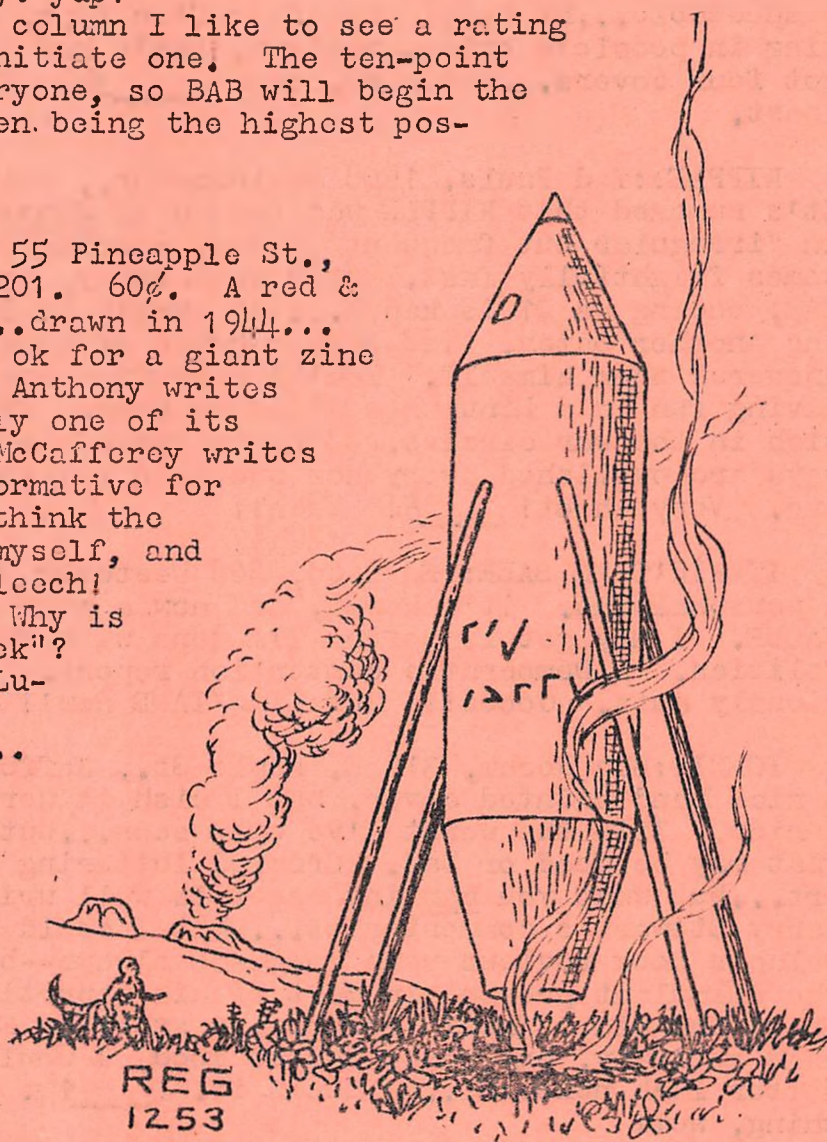 column I like to see a rating
nitiate one. The ten-point
ryone, so BAB will begin the
en. being the highest pos-
55 Pineapple St.,
201. 60¢. A red &
..drawn in 1944...
ok for a giant zine
Anthony writes
ly one of its
McCafferey writes
ormative for
think the
myself, and
leech!
Why is
ck"?
Lu-
..
REG
1253